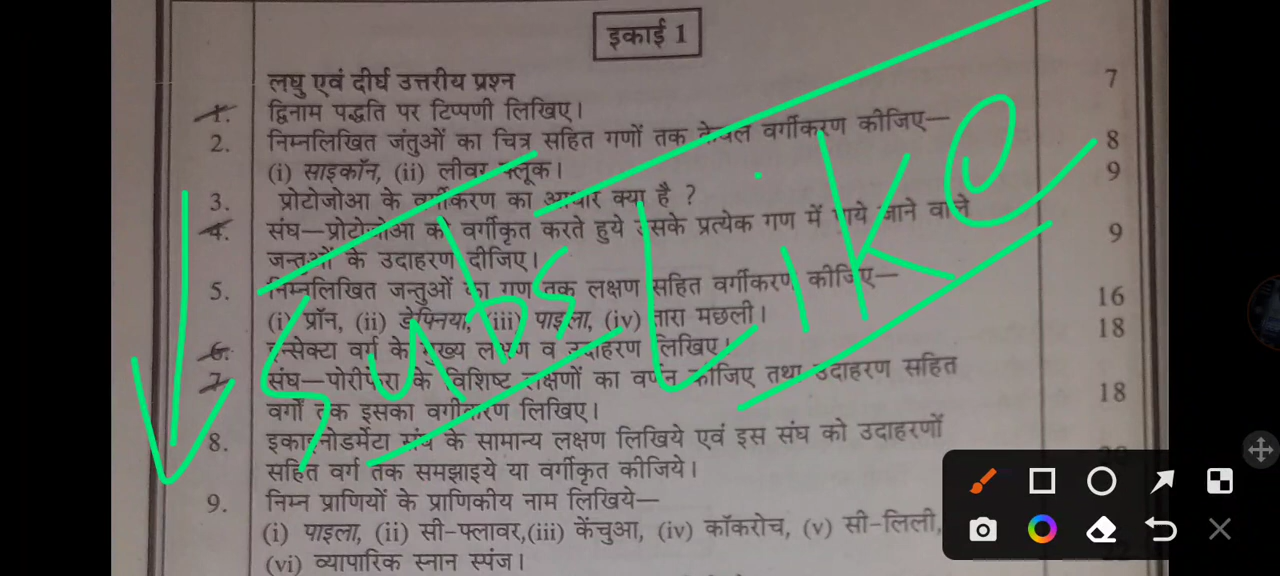 इकाई 1
लघु एवं दीर्घ उत्तरीय प्रश्न 7
1. द्विनाम पद्धति पर टिप्पणी लिखिए।
2. निम्नलिखित जंतुओं का चित्र सहित गणों तक केवल वर्गीकरण कीजिए— 8
(i) साइकॉन, (ii) लीवर फ्लूक। 9
3. प्रोटोजोआ के वर्गीकरण का आधार क्या है ?
4. संघ—प्रोटोजोआ को वर्गीकृत करते हुये उसके प्रत्येक गण में पाये जाने वाले 9
जन्तुओं के उदाहरण दीजिए।
5. निम्नलिखित जन्तुओं का गण तक लक्षण सहित वर्गीकरण कीजिए— 16
(i) प्रॉन, (ii) डेफ्निया, (iii) पाइला, (iv) तारा मछली। 18
6. इन्सेक्टा वर्ग के मुख्य लक्षण व उदाहरण लिखिए।
7. संघ—पोरीफेरा के विशिष्ट लक्षणों का वर्णन कीजिए तथा उदाहरण सहित 18
वर्गों तक इसका वर्गीकरण लिखिए।
8. इकाइनोडर्मेटा संघ के सामान्य लक्षण लिखिये एवं इस संघ को उदाहरणों
सहित वर्ग तक समझाइये या वर्गीकृत कीजिये।
9. निम्न प्राणियों के प्राणिकीय नाम लिखिये—
(i) पाइला, (ii) सी-फ्लावर, (iii) केंचुआ, (iv) कॉकरोच, (v) सी-लिली,
(vi) व्यापारिक स्नान स्पंज।
Subs Like